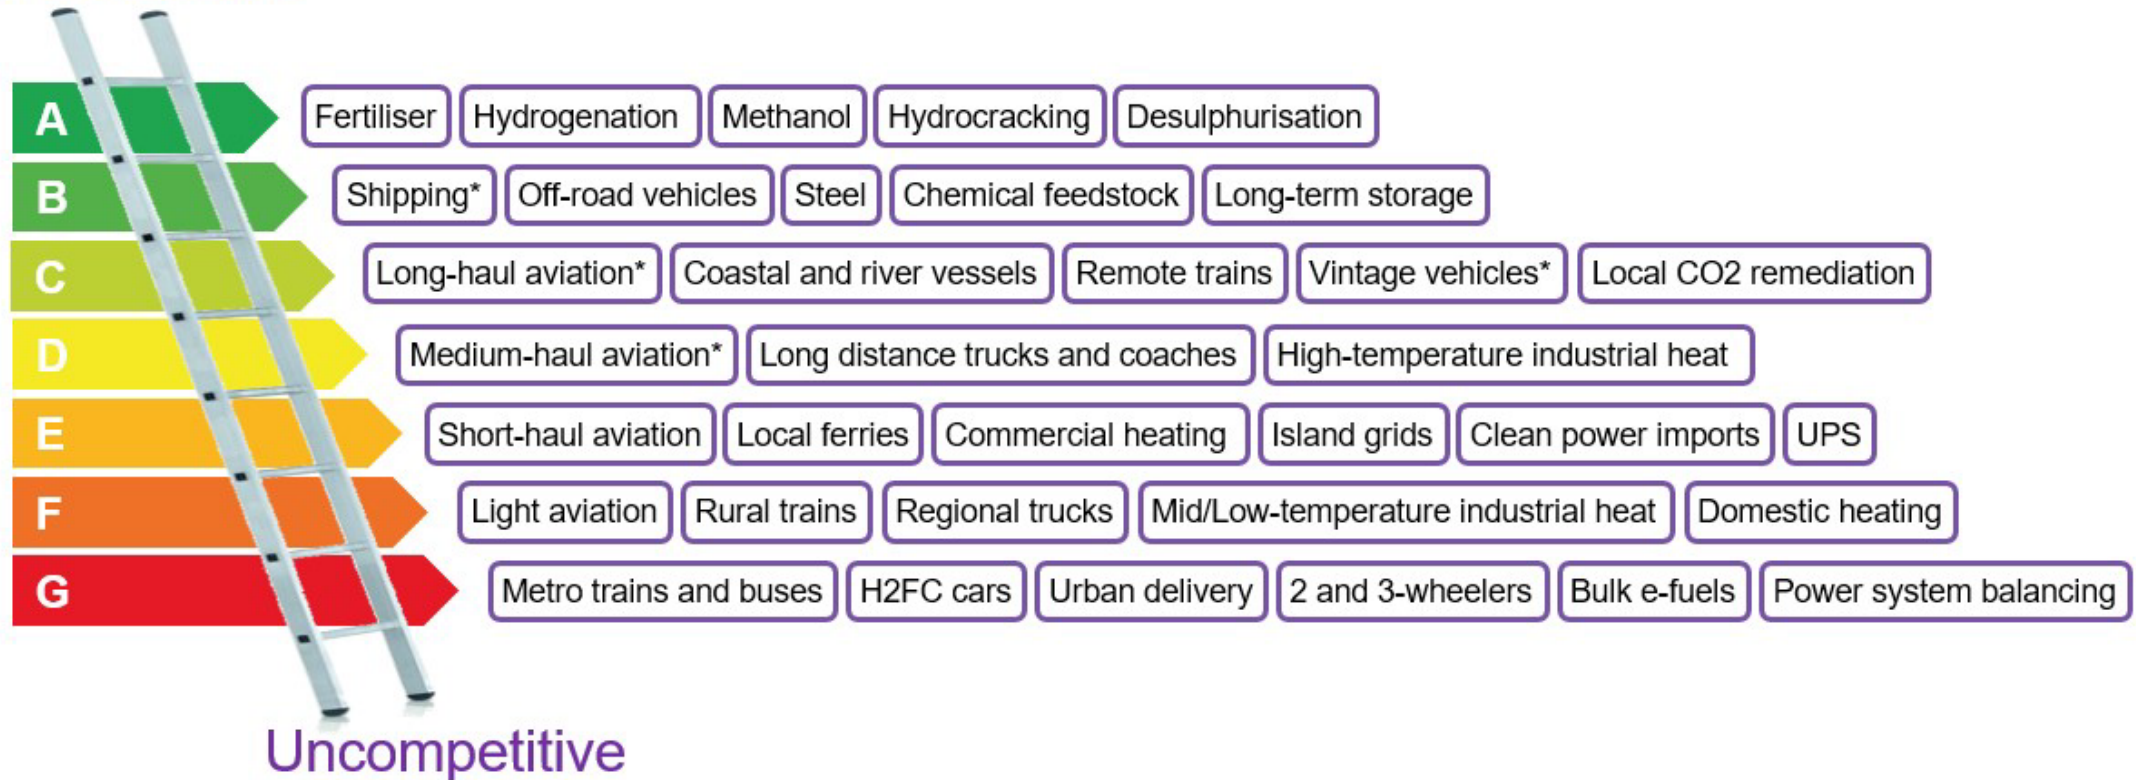 A Fertiliser Hydrogenation Methanol Hydrocracking Desulphurisation
B Shipping* Off-road vehicles Steel Chemical feedstock Long-term storage
C Long-haul aviation* Coastal and river vessels Remote trains Vintage vehicles* Local CO2 remediation
D Medium-haul aviation* Long distance trucks and coaches High-temperature industrial heat
E Short-haul aviation Local ferries Commercial heating Island grids Clean power imports UPS
F Light aviation Rural trains Regional trucks Mid/Low-temperature industrial heat Domestic heating
G Metro trains and buses H2FC cars Urban delivery 2 and 3-wheelers Bulk e-fuels Power system balancing
Uncompetitive